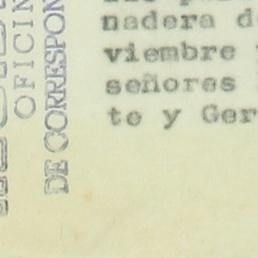 nadera d
viembre
señores
te y Ger
OFICIN
DE CORRESPON